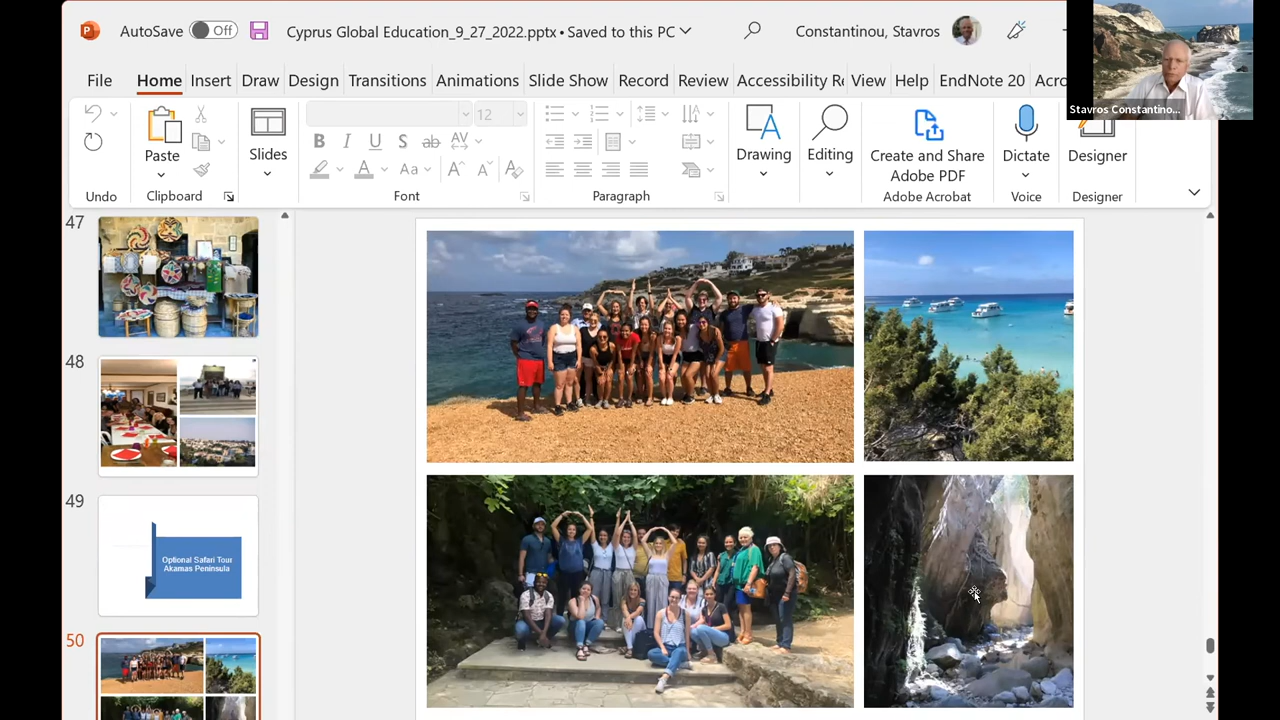 AutoSave Off Cyprus Global Education_9_27_2022.pptx • Saved to this PC Constantinou, Stavros
File Home Insert Draw Design Transitions Animations Slide Show Record Review Accessibility Re View Help EndNote 20 Acro
Stavros Constantino...
12
B I U S ab AV
A Aa A A A
Paste Slides Drawing Editing Create and Share Adobe PDF Dictate Designer
Undo Clipboard Font Paragraph Adobe Acrobat Voice Designer
47
48
49
Optional Safari Tour
Akamas Peninsula
50